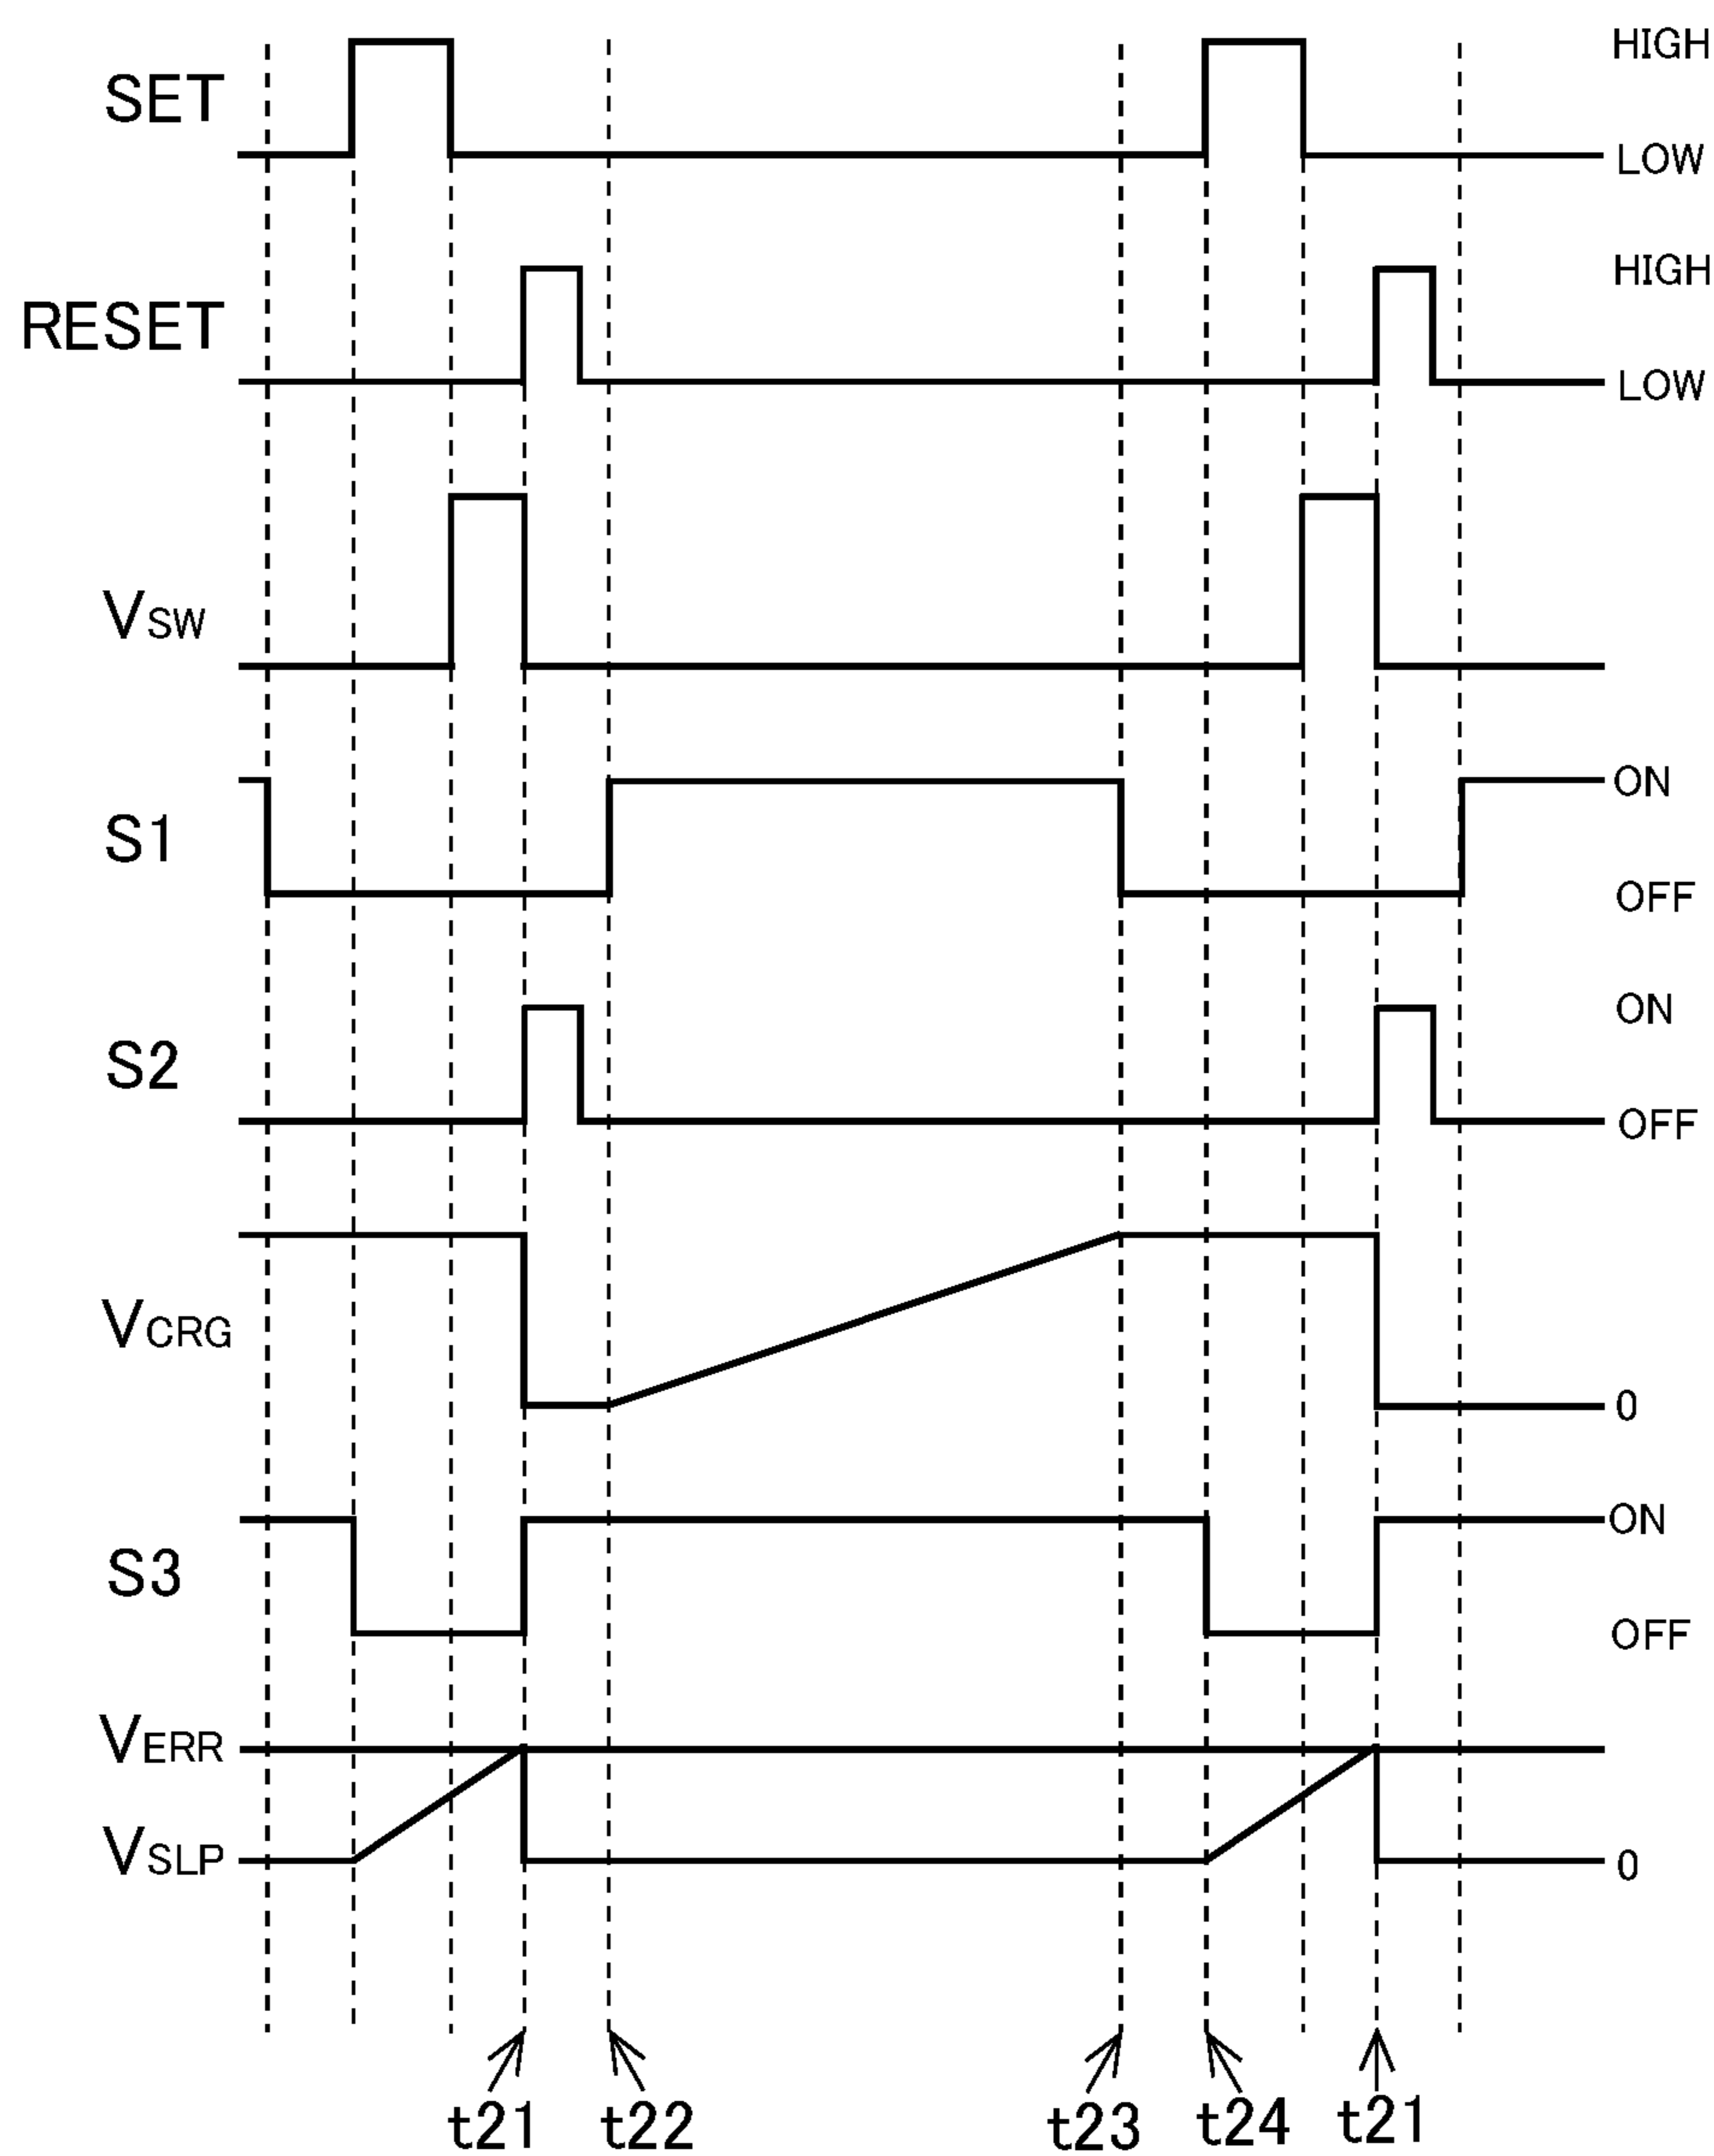 HIGH
SET
LOW
HIGH
RESET
LOW
VSW
ON
S1
OFF
ON
S2
OFF
VCRG
0
ON
S3
OFF
VERR
VSLP
0
t21 t22 t23 t24 t21